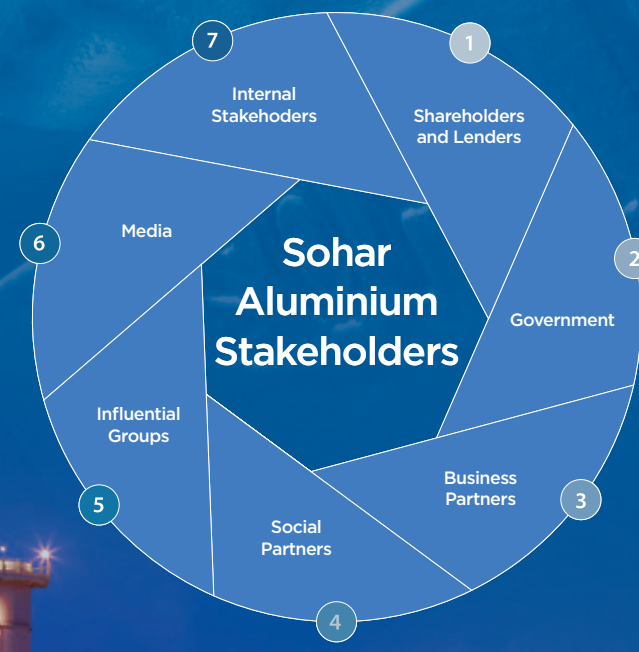 Sohar
Aluminium
Stakeholders
1
Shareholders
and Lenders
2
Government
3
Business
Partners
4
Social
Partners
5
Influential
Groups
6
Media
7
Internal
Stakehoders